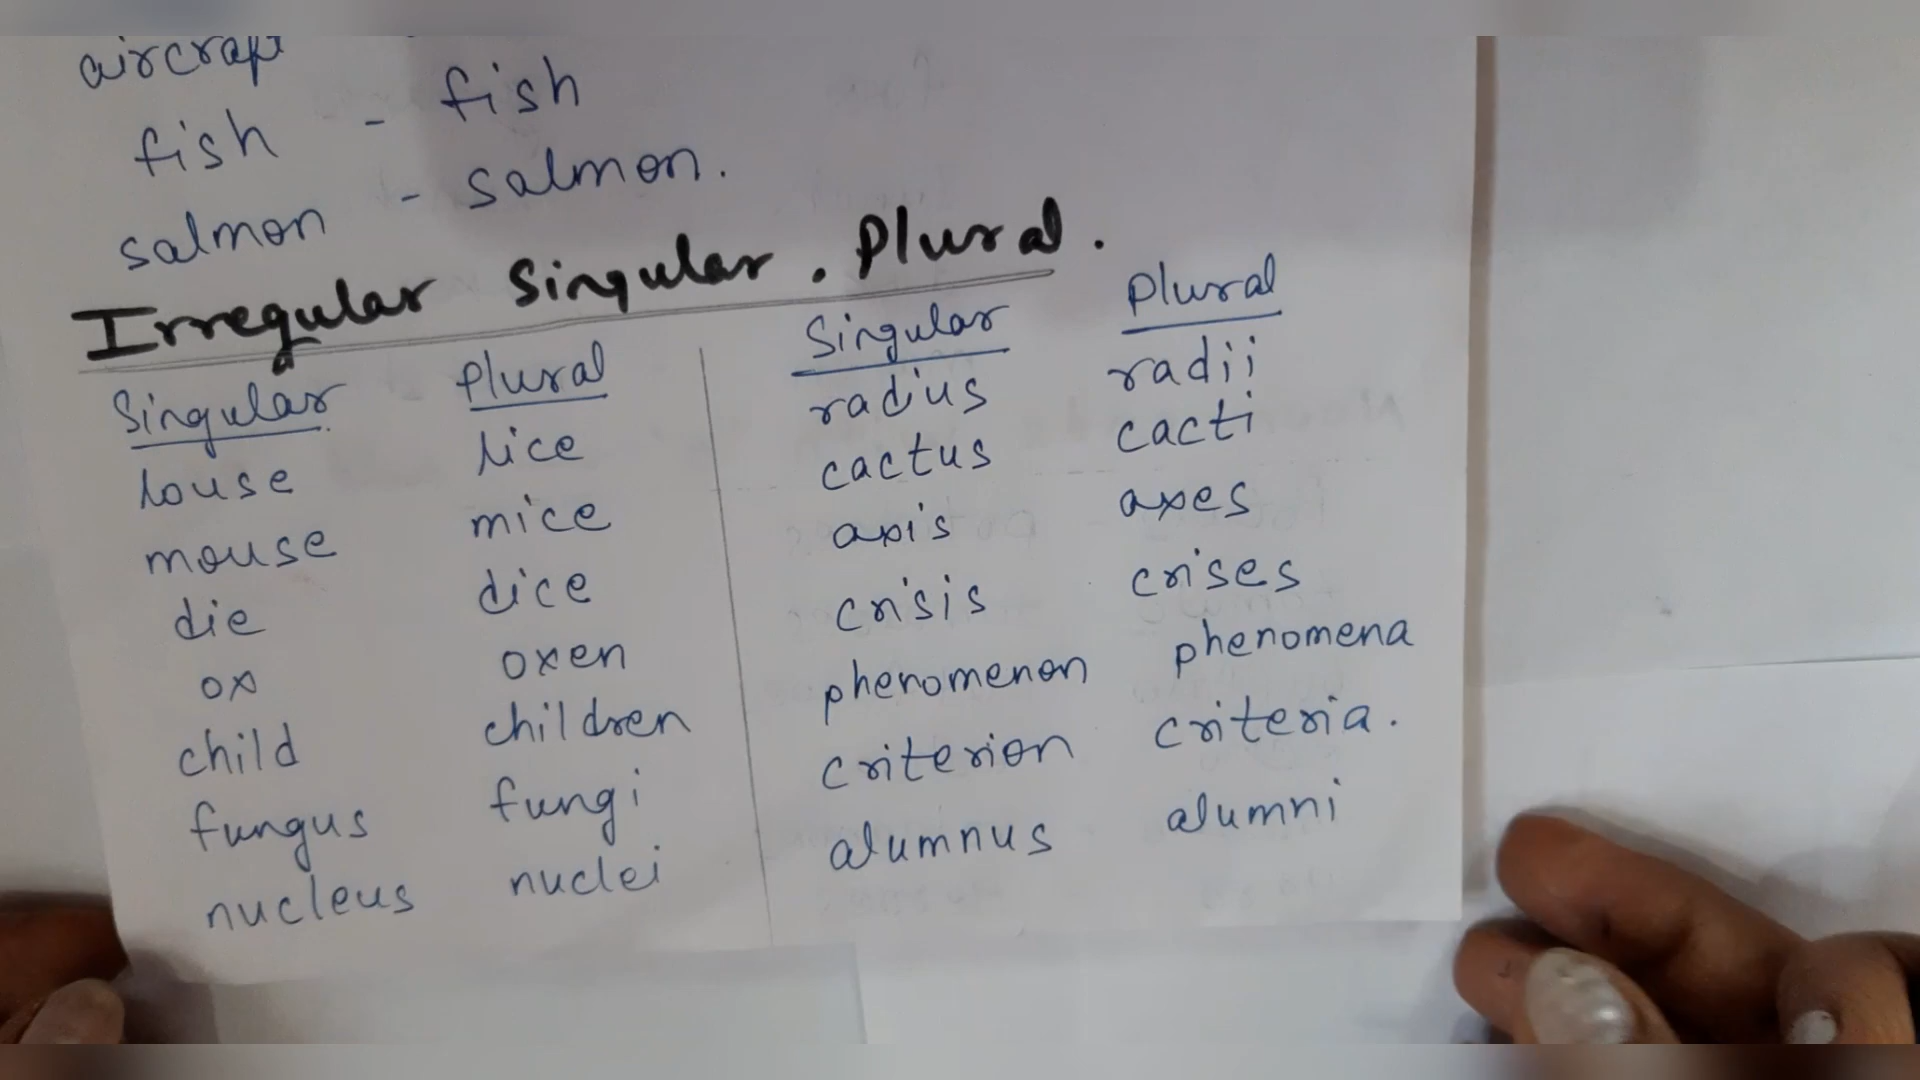 aircraft
fish - fish
salmon - salmon.
Irregular Singular. Plural.
Singular Plural
louse lice
mouse mice
die dice
ox oxen
child children
fungus fungi
nucleus nuclei
Singular Plural
radius radii
cactus cacti
axis axes
crisis crises
phenomenon phenomena
criterion criteria.
alumnus alumni